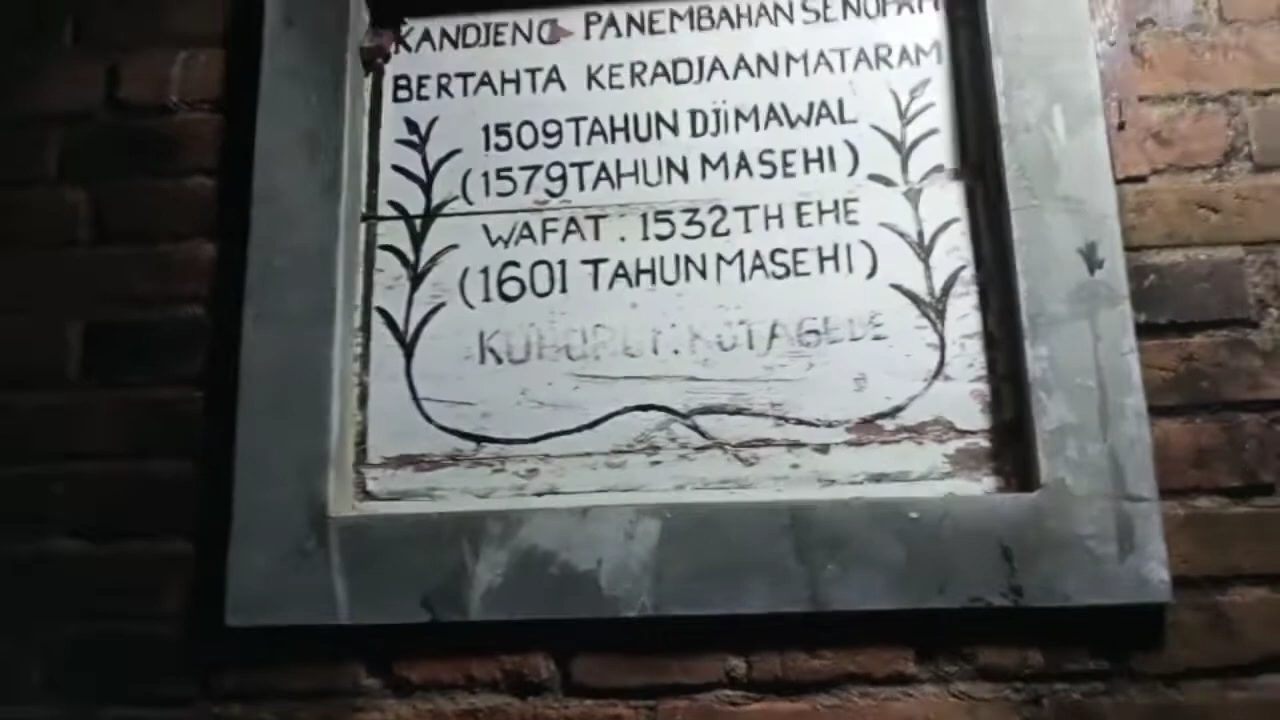 KANDJENG PANEMBAHAN SENOPATI
BERTAHTA KERADJAAN MATARAM
1509 TAHUN DJIMAWAL
(1579 TAHUN MASEHI)
WAFAT : 1532 TH EHE
(1601 TAHUN MASEHI)
KOTAGEDE